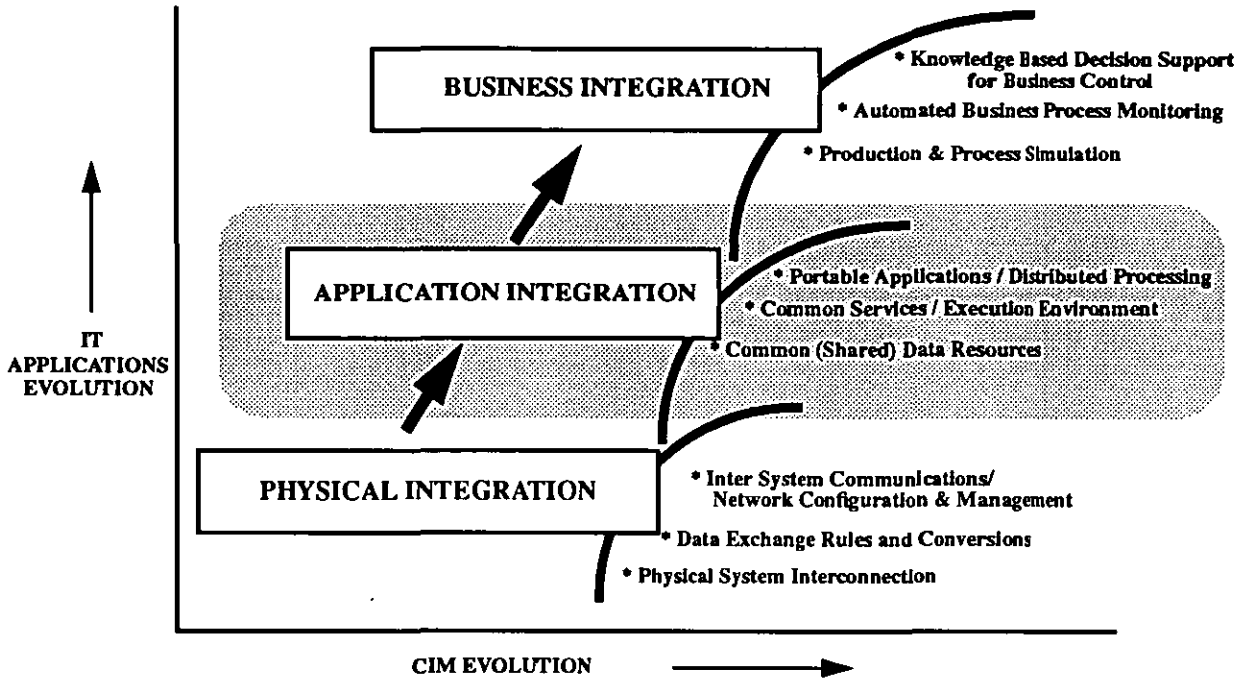 BUSINESS INTEGRATION
* Knowledge Based Decision Support
for Business Control
* Automated Business Process Monitoring
* Production & Process Simulation
APPLICATION INTEGRATION
* Portable Applications / Distributed Processing
* Common Services / Execution Environment
* Common (Shared) Data Resources
IT
APPLICATIONS
EVOLUTION
PHYSICAL INTEGRATION
* Inter System Communications/
Network Configuration & Management
* Data Exchange Rules and Conversions
* Physical System Interconnection
CIM EVOLUTION